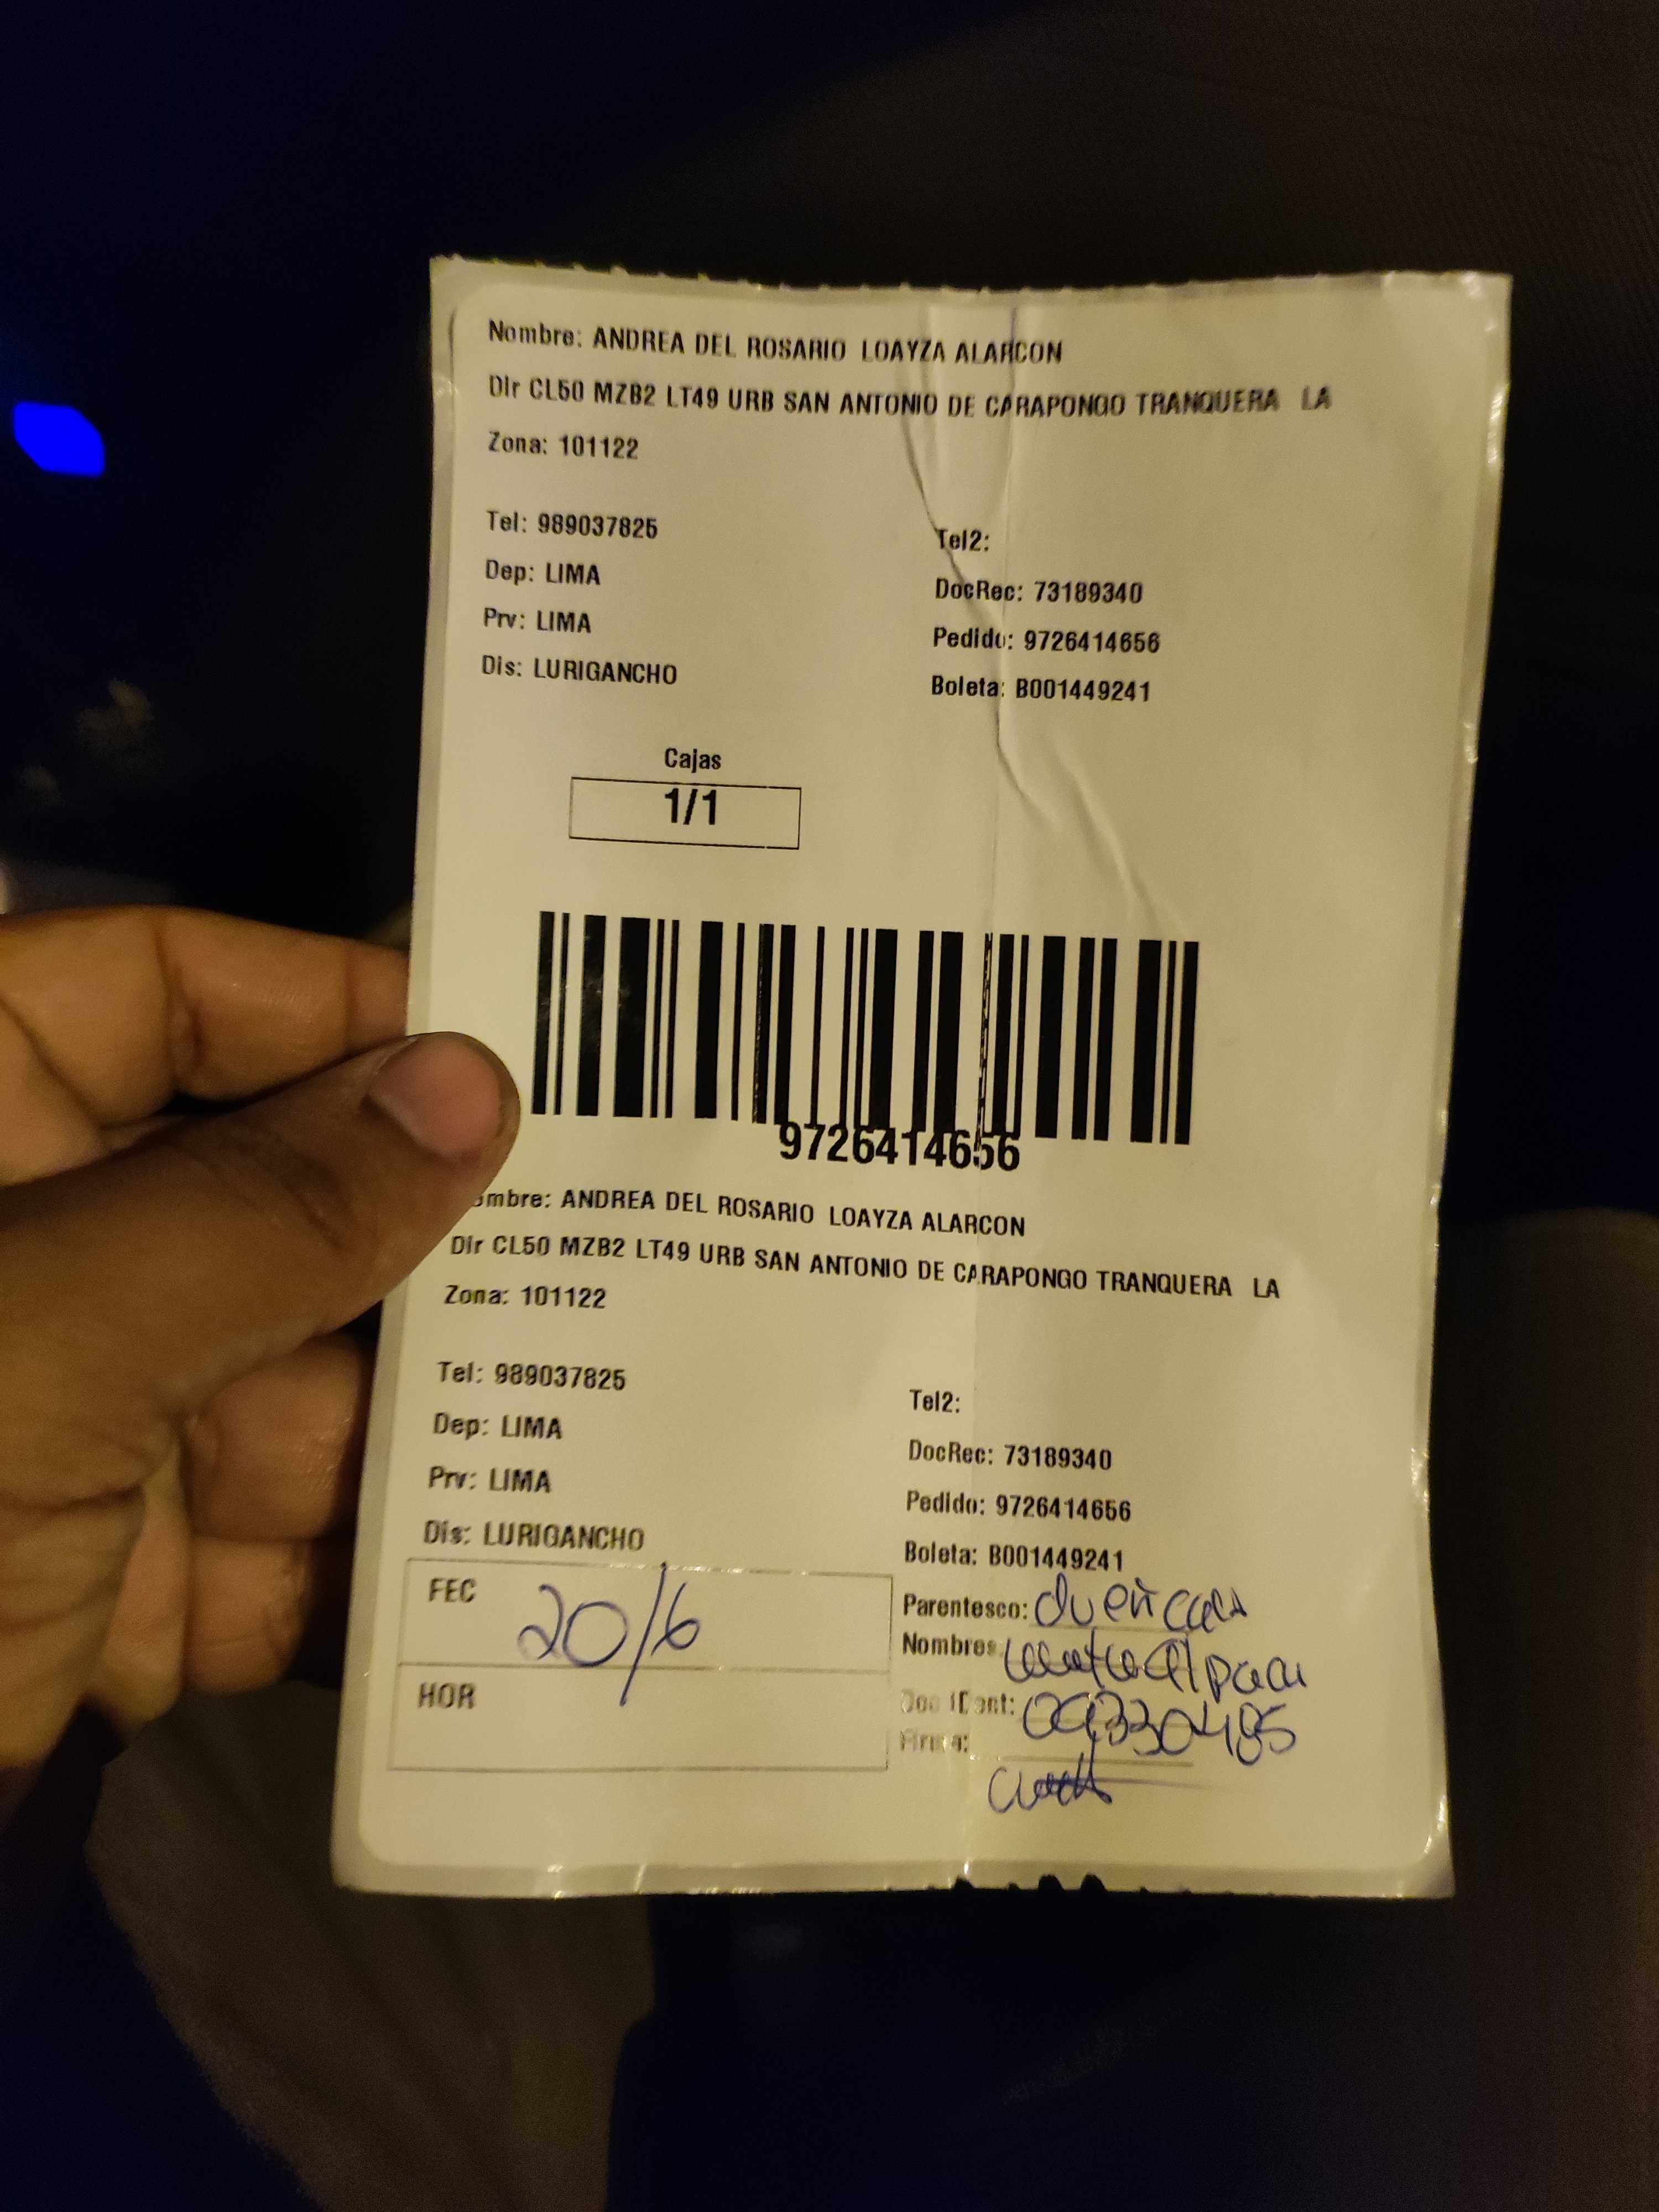 Nombre: ANDREA DEL ROSARIO LOAYZA ALARCON
Dir CL50 MZB2 LT49 URB SAN ANTONIO DE CARAPONGO TRANQUERA LA
Zona: 101122
Tel: 989037825
Tel2:
Dep: LIMA
DocRec: 73189340
Prv: LIMA
Pedido: 9726414656
Dis: LURIGANCHO
Boleta: B001449241
Cajas
1/1
9726414656
ombre: ANDREA DEL ROSARIO LOAYZA ALARCON
Dir CL50 MZB2 LT49 URB SAN ANTONIO DE CARAPONGO TRANQUERA LA
Zona: 101122
Tel: 989037825
Tel2:
Dep: LIMA
DocRec: 73189340
Prv: LIMA
Pedido: 9726414656
Dis: LURIGANCHO
Boleta: B001449241
FEC 20/6
Parentesco:
Nombres
HOR
Doc IDent: 09330485
Firma: